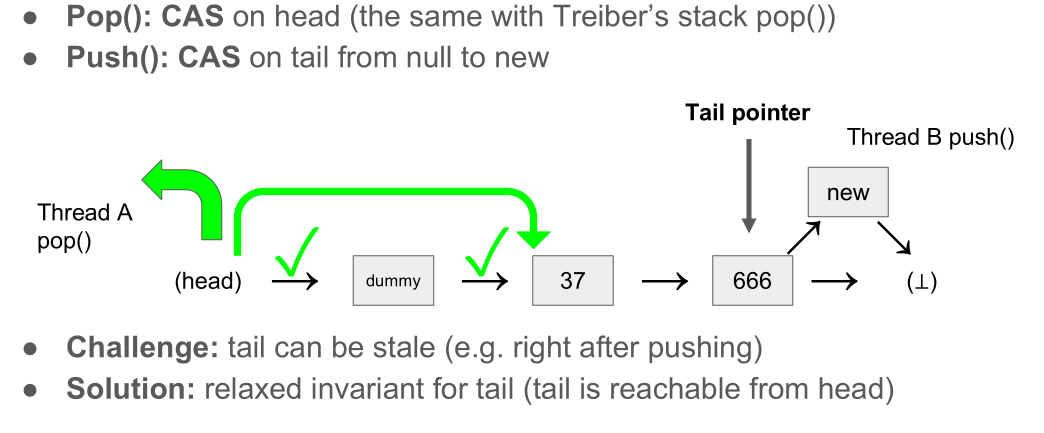 ● Pop(): CAS on head (the same with Treiber’s stack pop())
● Push(): CAS on tail from null to new
Tail pointer
Thread B push()
new
Thread A
pop()
(head)
dummy
37
666
(⊥)
● Challenge: tail can be stale (e.g. right after pushing)
● Solution: relaxed invariant for tail (tail is reachable from head)